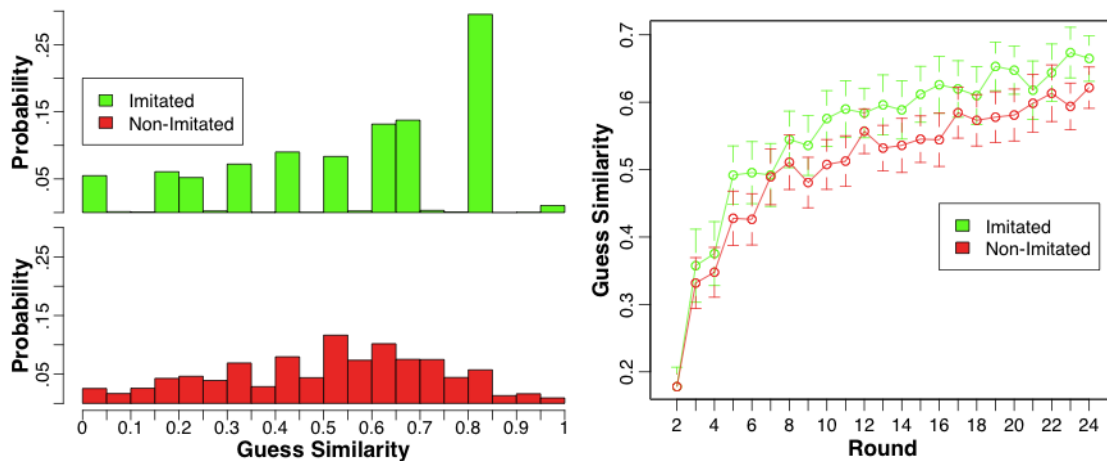 Probability
.25
.15
.05
Imitated
Non-Imitated
Probability
.25
.15
.05
0 0.1 0.2 0.3 0.4 0.5 0.6 0.7 0.8 0.9 1
Guess Similarity
Guess Similarity
0.7
0.6
0.5
0.4
0.3
0.2
Imitated
Non-Imitated
2 4 6 8 10 12 14 16 18 20 22 24
Round